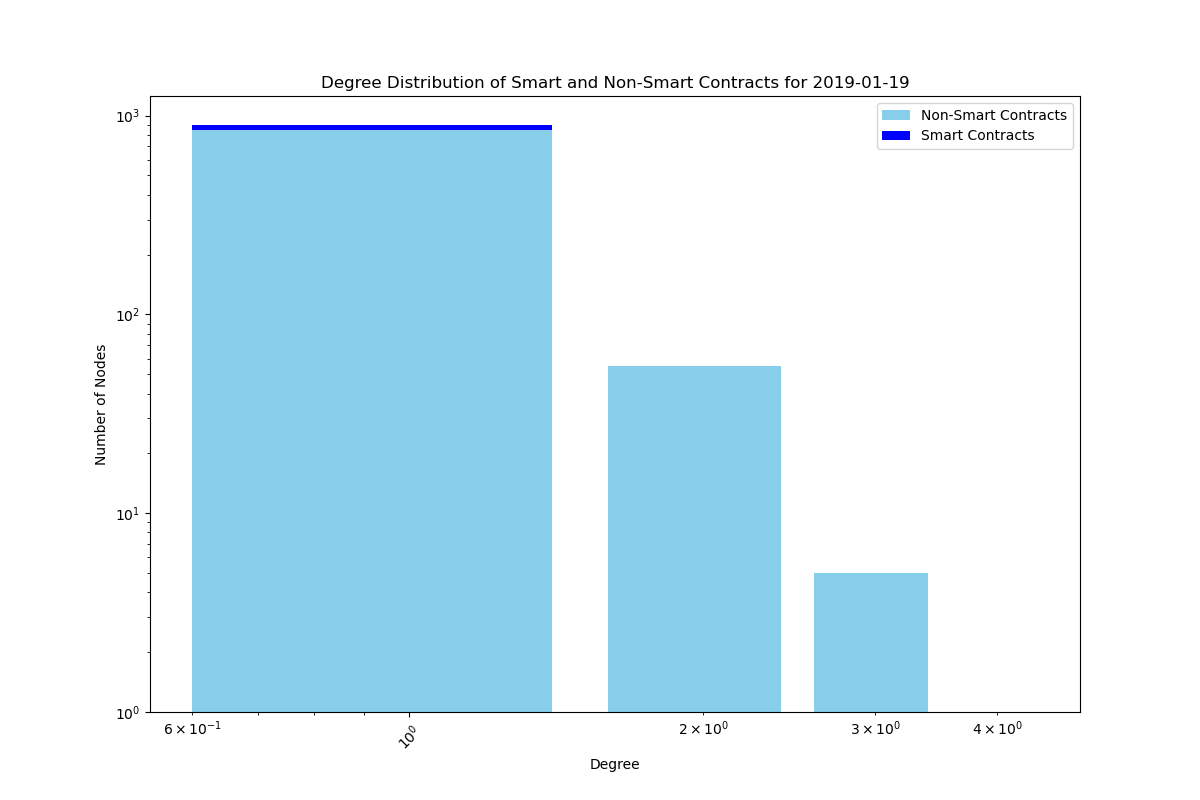 Degree Distribution of Smart and Non-Smart Contracts for 2019-01-19
Non-Smart Contracts
Smart Contracts
10³
10²
10¹
10⁰
Number of Nodes
6 × 10⁻¹
10⁰
2 × 10⁰
3 × 10⁰
4 × 10⁰
Degree